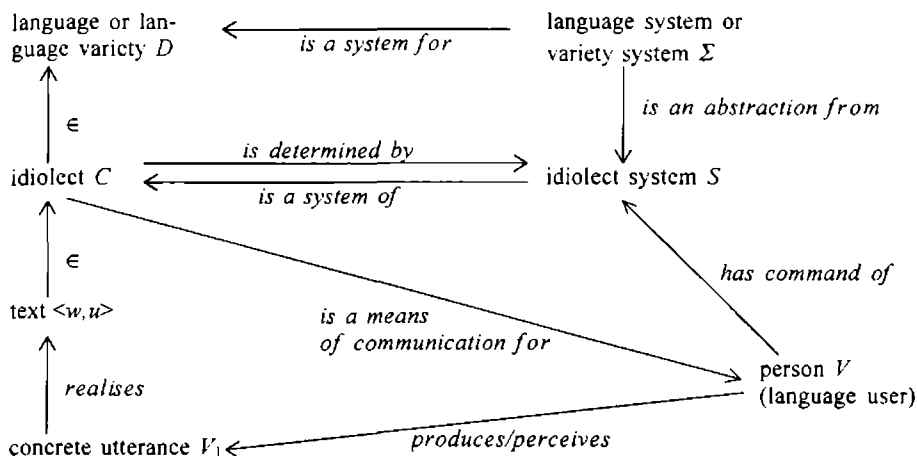 language or lan-
guage variety D
is a system for
language system or
variety system Σ
∈
is an abstraction from
is determined by
idiolect C
idiolect system S
is a system of
∈
has command of
text <w,u>
is a means
of communication for
person V
(language user)
realises
produces/perceives
concrete utterance V₁